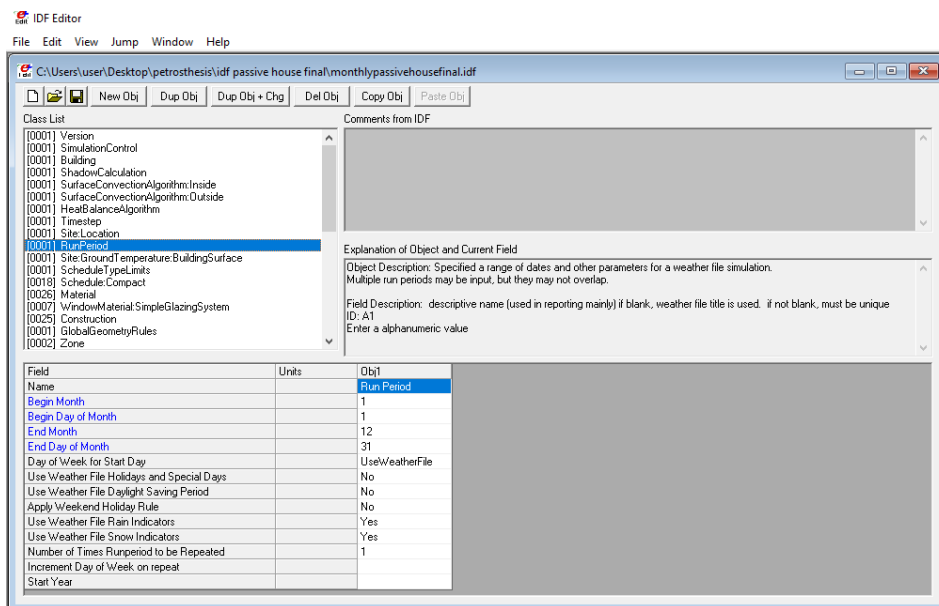 IDF Editor
File Edit View Jump Window Help
C:\Users\user\Desktop\petrosthesis\idf passive house final\monthlypassivehousefinal.idf
New Obj Dup Obj Dup Obj + Chg Del Obj Copy Obj Paste Obj
Class List
[0001] Version
[0001] SimulationControl
[0001] Building
[0001] ShadowCalculation
[0001] SurfaceConvectionAlgorithm:Inside
[0001] SurfaceConvectionAlgorithm:Outside
[0001] HeatBalanceAlgorithm
[0001] Timestep
[0001] Site:Location
[0001] RunPeriod
[0001] Site:GroundTemperature:BuildingSurface
[0001] ScheduleTypeLimits
[0018] Schedule:Compact
[0026] Material
[0007] WindowMaterial:SimpleGlazingSystem
[0025] Construction
[0001] GlobalGeometryRules
[0002] Zone
Comments from IDF
Explanation of Object and Current Field
Object Description: Specified a range of dates and other parameters for a weather file simulation.
Multiple run periods may be input, but they may not overlap.
Field Description: descriptive name (used in reporting mainly) if blank, weather file title is used. if not blank, must be unique
ID: A1
Enter a alphanumeric value
Field Units Obj1
Name Run Period
Begin Month 1
Begin Day of Month 1
End Month 12
End Day of Month 31
Day of Week for Start Day UseWeatherFile
Use Weather File Holidays and Special Days No
Use Weather File Daylight Saving Period No
Apply Weekend Holiday Rule No
Use Weather File Rain Indicators Yes
Use Weather File Snow Indicators Yes
Number of Times Runperiod to be Repeated 1
Increment Day of Week on repeat
Start Year